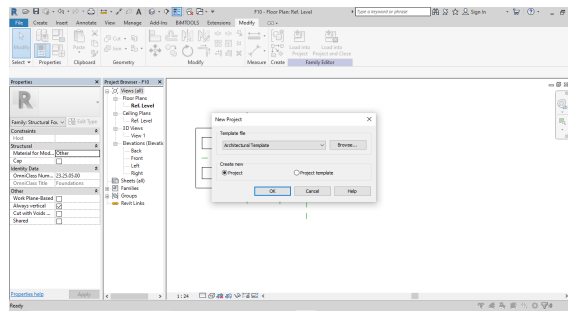 F10 - Floor Plan: Ref. Level
Type a keyword or phrase
Sign In
File Create Insert Annotate View Manage Add-Ins BIMTOOLS Extensions Modify
Modify
Paste
Cut
Join
Load into Project
Load into Project and Close
Select Properties Clipboard Geometry Modify Measure Create Family Editor
Properties
Family: Structural Fou
Edit Type
Constraints
Host
Structural
Material for Mod... Other
Cap
Identity Data
OmniClass Num... 23.25.05.00
OmniClass Title Foundations
Other
Work Plane-Based
Always vertical
Cut with Voids ...
Shared
Properties help
Apply
Project Browser - F10
Views (all)
Floor Plans
Ref. Level
Ceiling Plans
Ref. Level
3D Views
View 1
Elevations (Elevatio
Back
Front
Left
Right
Sheets (all)
Families
Groups
Revit Links
New Project
Template file
Architectural Template
Browse...
Create new
Project
Project template
OK
Cancel
Help
1 : 24
Ready